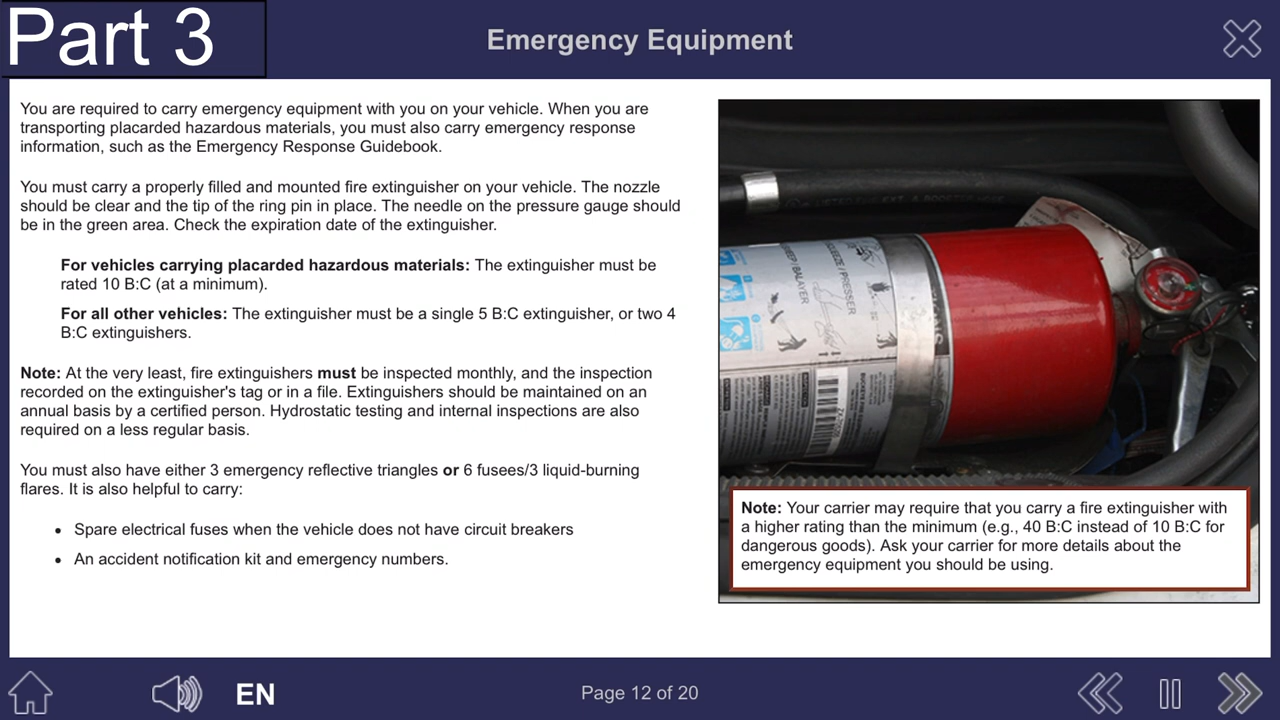 Part 3
Emergency Equipment
You are required to carry emergency equipment with you on your vehicle. When you are
transporting placarded hazardous materials, you must also carry emergency response
information, such as the Emergency Response Guidebook.
You must carry a properly filled and mounted fire extinguisher on your vehicle. The nozzle
should be clear and the tip of the ring pin in place. The needle on the pressure gauge should
be in the green area. Check the expiration date of the extinguisher.
For vehicles carrying placarded hazardous materials: The extinguisher must be
rated 10 B:C (at a minimum).
For all other vehicles: The extinguisher must be a single 5 B:C extinguisher, or two 4
B:C extinguishers.
Note: At the very least, fire extinguishers must be inspected monthly, and the inspection
recorded on the extinguisher's tag or in a file. Extinguishers should be maintained on an
annual basis by a certified person. Hydrostatic testing and internal inspections are also
required on a less regular basis.
You must also have either 3 emergency reflective triangles or 6 fusees/3 liquid-burning
flares. It is also helpful to carry:
• Spare electrical fuses when the vehicle does not have circuit breakers
• An accident notification kit and emergency numbers.
/BALAYER
/PRESSER
Note: Your carrier may require that you carry a fire extinguisher with
a higher rating than the minimum (e.g., 40 B:C instead of 10 B:C for
dangerous goods). Ask your carrier for more details about the
emergency equipment you should be using.
EN
Page 12 of 20